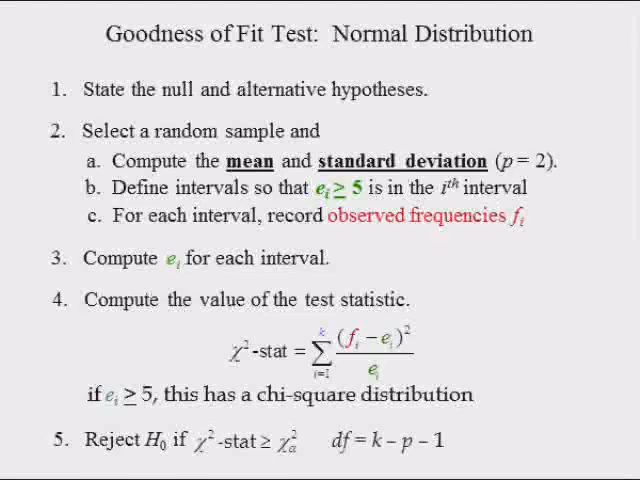 Goodness of Fit Test: Normal Distribution
1. State the null and alternative hypotheses.
2. Select a random sample and
a. Compute the mean and standard deviation (p = 2).
b. Define intervals so that eᵢ ≥ 5 is in the iᵗʰ interval
c. For each interval, record observed frequencies fᵢ
3. Compute eᵢ for each interval.
4. Compute the value of the test statistic.
χ²-stat = ∑ᵢ₌₁ᵏ (fᵢ − eᵢ)² / eᵢ
if eᵢ ≥ 5, this has a chi-square distribution
5. Reject H₀ if χ²-stat ≥ χ²ₐ df = k – p – 1